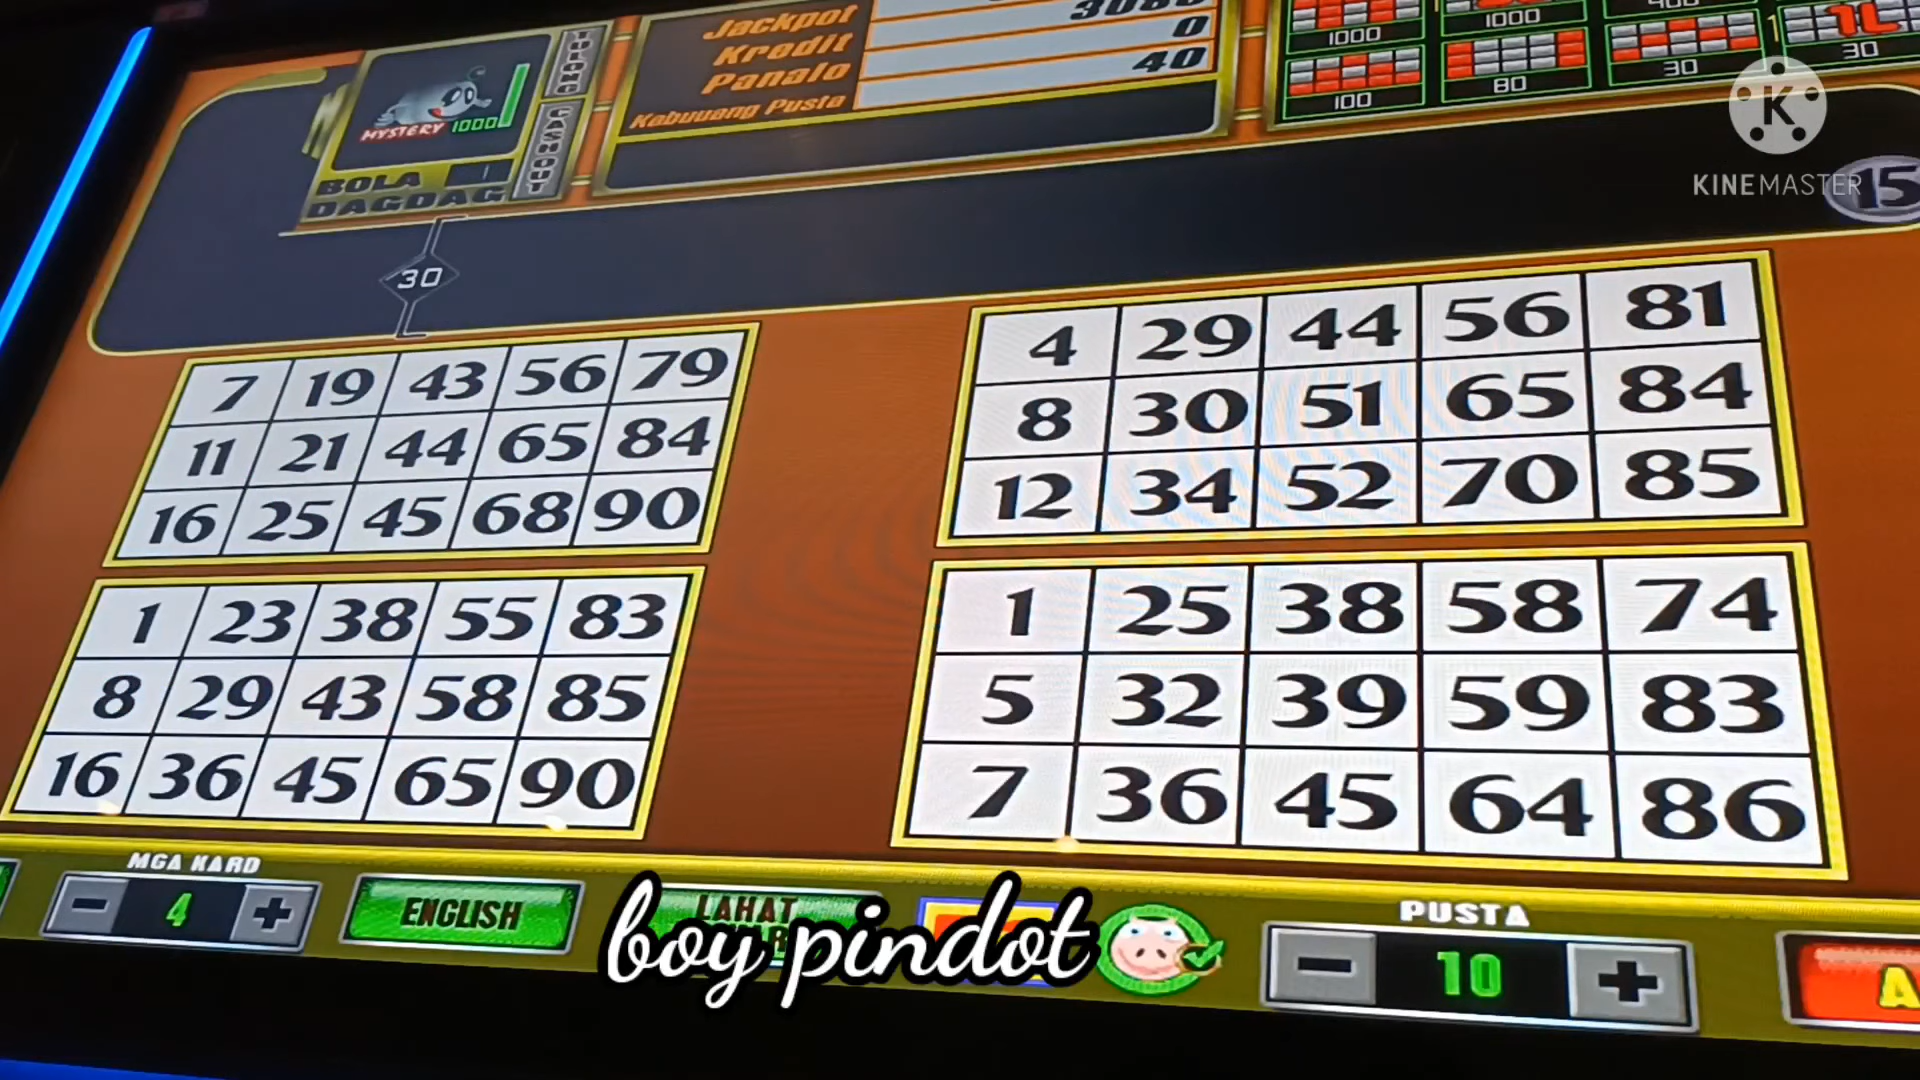 Jackpot
Kredit 3080
Panalo 0
Kabuuang Pusta 40
TULONG
CASHOUT
MYSTERY 1000
BOLA
DAGDAG
30
1000 1000 400
100 80 30 30
KINEMASTER
15
7 19 43 56 79
11 21 44 65 84
16 25 45 68 90
4 29 44 56 81
8 30 51 65 84
12 34 52 70 85
1 23 38 55 83
8 29 43 58 85
16 36 45 65 90
1 25 38 58 74
5 32 39 59 83
7 36 45 64 86
MGA KARD
- 4 +
ENGLISH
LAHAT
boy pindot
PUSTA
- 10 +